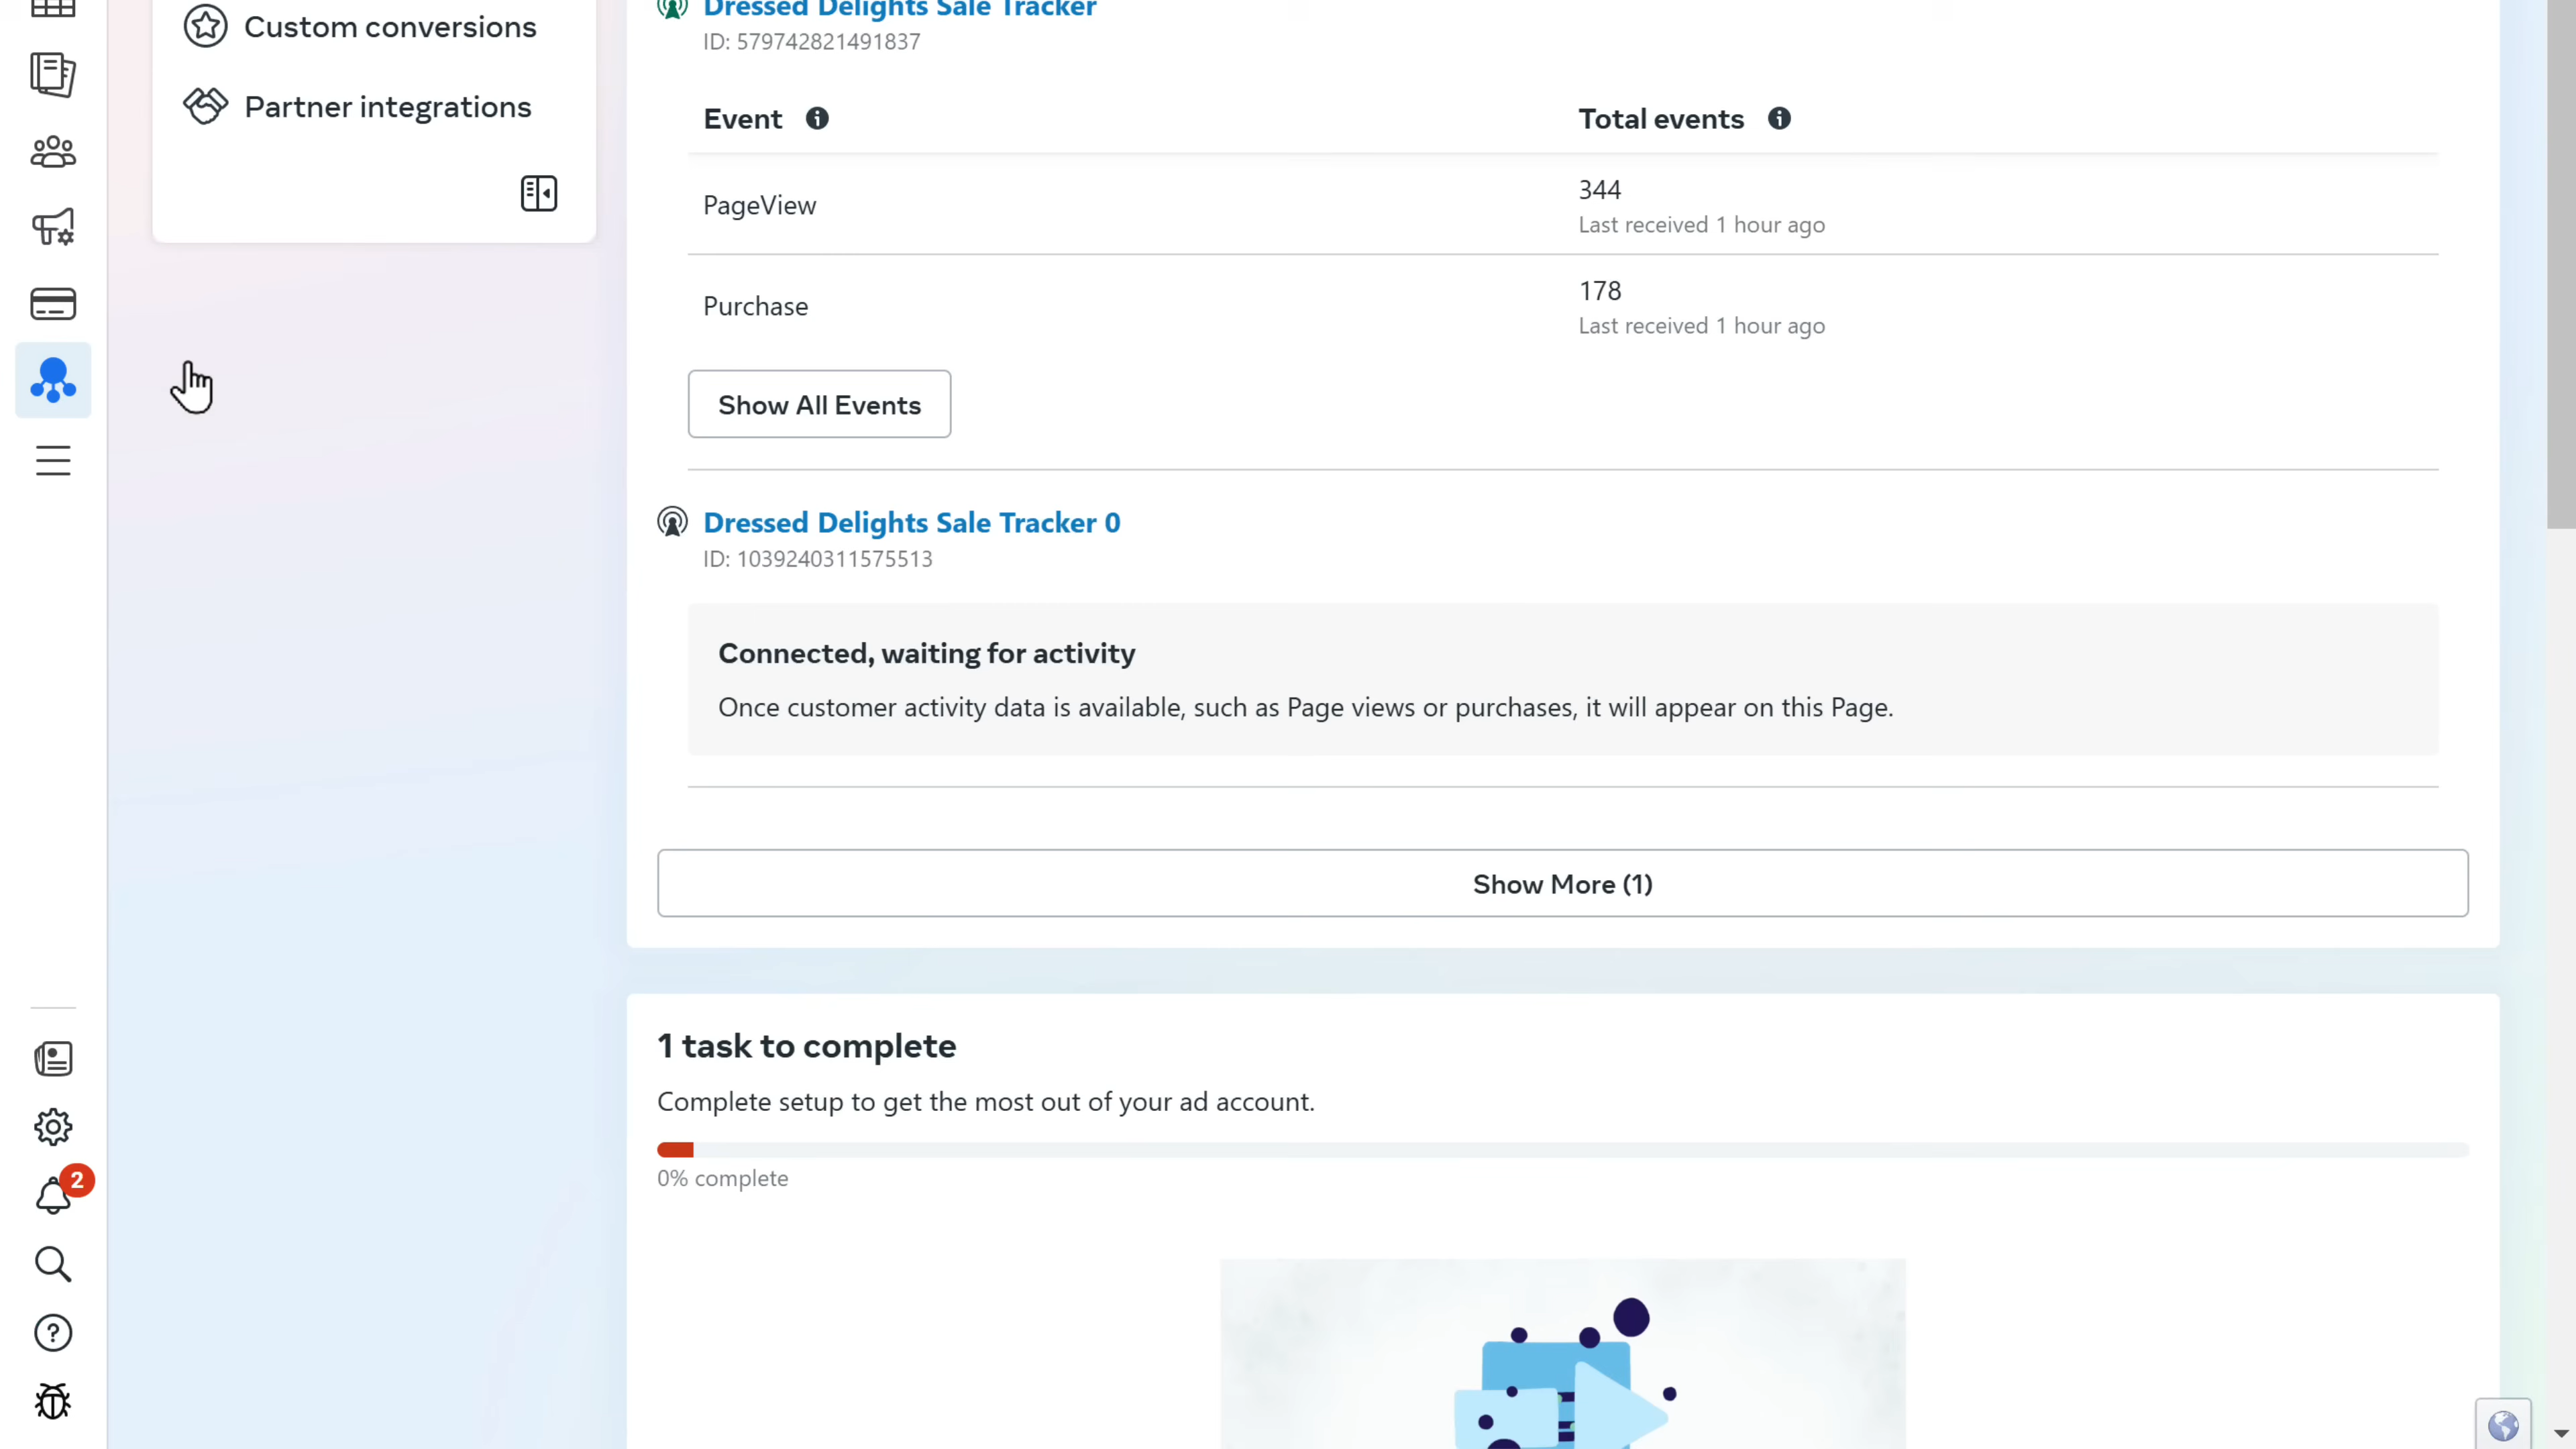 Custom conversions
Partner integrations
Dressed Delights Sale Tracker
ID: 579742821491837
Event
Total events
PageView
344
Last received 1 hour ago
Purchase
178
Last received 1 hour ago
Show All Events
Dressed Delights Sale Tracker 0
ID: 1039240311575513
Connected, waiting for activity
Once customer activity data is available, such as Page views or purchases, it will appear on this Page.
Show More (1)
1 task to complete
Complete setup to get the most out of your ad account.
0% complete
2